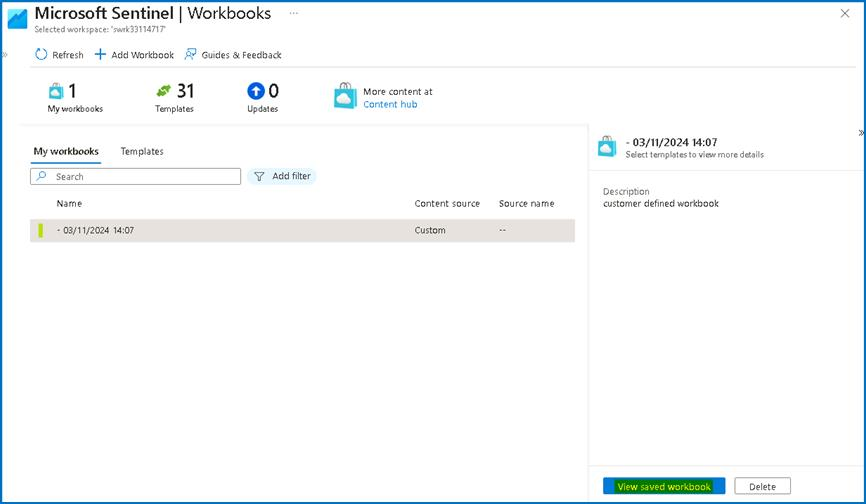 Microsoft Sentinel | Workbooks ...
Selected workspace: 'swrk33114717'
Refresh Add Workbook Guides & Feedback
1 My workbooks
31 Templates
0 Updates
More content at
Content hub
My workbooks Templates
Search
Add filter
Name Content source Source name
- 03/11/2024 14:07 Custom --
- 03/11/2024 14:07
Select templates to view more details
Description
customer defined workbook
View saved workbook Delete